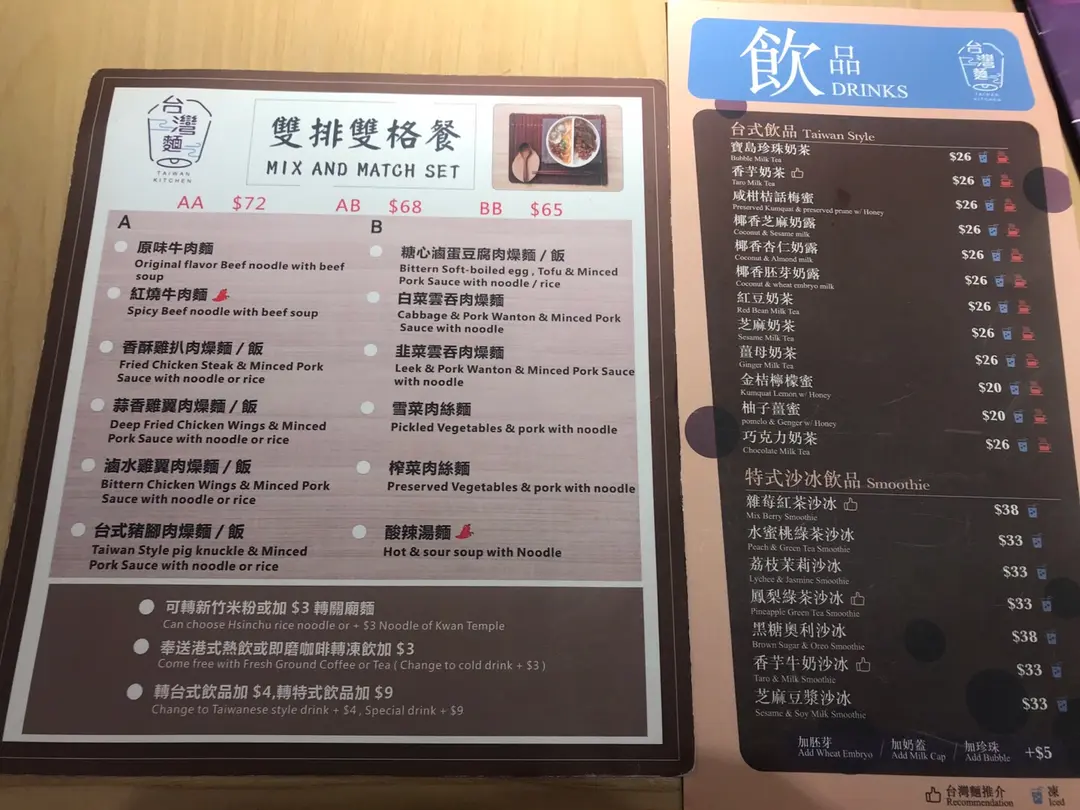 台灣麵
TAIWAN
KITCHEN
雙排雙格餐
MIX AND MATCH SET
AA $72 AB $68 BB $65
A
原味牛肉麵
Original flavor Beef noodle with beef
soup
紅燒牛肉麵
Spicy Beef noodle with beef soup
香酥雞扒肉燥麵 / 飯
Fried Chicken Steak & Minced Pork
Sauce with noodle or rice
蒜香雞翼肉燥麵 / 飯
Deep Fried Chicken Wings & Minced
Pork Sauce with noodle or rice
滷水雞翼肉燥麵 / 飯
Bittern Chicken Wings & Minced Pork
Sauce with noodle or rice
台式豬腳肉燥麵 / 飯
Taiwan Style pig knuckle & Minced
Pork Sauce with noodle or rice
B
糖心滷蛋豆腐肉燥麵 / 飯
Bittern Soft-boiled egg , Tofu & Minced
Pork Sauce with noodle / rice
白菜雲吞肉燥麵
Cabbage & Pork Wanton & Minced Pork
Sauce with noodle
韭菜雲吞肉燥麵
Leek & Pork Wanton & Minced Pork Sauce
with noodle
雪菜肉絲麵
Pickled Vegetables & pork with noodle
榨菜肉絲麵
Preserved Vegetables & pork with noodle
酸辣湯麵
Hot & sour soup with Noodle
可轉新竹米粉或加 $3 轉關廟麵
Can choose Hsinchu rice noodle or + $3 Noodle of Kwan Temple
奉送港式熱飲或即磨咖啡轉凍飲加 $3
Come free with Fresh Ground Coffee or Tea ( Change to cold drink + $3 )
轉台式飲品加 $4,轉特式飲品加 $9
Change to Taiwanese style drink + $4 , Special drink + $9
飲品
DRINKS
台灣麵
TAIWAN
KITCHEN
台式飲品 Taiwan Style
寶島珍珠奶茶 $26
Bubble Milk Tea
香芋奶茶 $26
Taro Milk Tea
咸柑桔話梅蜜 $26
Preserved Kumquat & preserved prune w/ Honey
椰香芝麻奶露 $26
Coconut & Sesame milk
椰香杏仁奶露 $26
Coconut & Almond milk
椰香胚芽奶露 $26
Coconut & wheat embryo milk
紅豆奶茶 $26
Red Bean Milk Tea
芝麻奶茶 $26
Sesame Milk Tea
薑母奶茶 $26
Ginger Milk Tea
金桔檸檬蜜 $20
Kumquat Lemon w/ Honey
柚子薑蜜 $20
pomelo & Genger w/ Honey
巧克力奶茶 $26
Chocolate Milk Tea
特式沙冰飲品 Smoothie
雜莓紅茶沙冰 $38
Mix Berry Smoothie
水蜜桃綠茶沙冰 $33
Peach & Green Tea Smoothie
荔枝茉莉沙冰 $33
Lychee & Jasmine Smoothie
鳳梨綠茶沙冰 $33
Pineapple Green Tea Smoothie
黑糖奧利沙冰 $38
Brown Sugar & Oreo Smoothie
香芋牛奶沙冰 $33
Taro & Milk Smoothie
芝麻豆漿沙冰 $33
Sesame & Soy Milk Smoothie
加胚芽 / 加奶蓋 / 加珍珠 +$5
Add Wheat Embryo Add Milk Cap Add Bubble
台灣麵推介 凍
Recommendation Iced